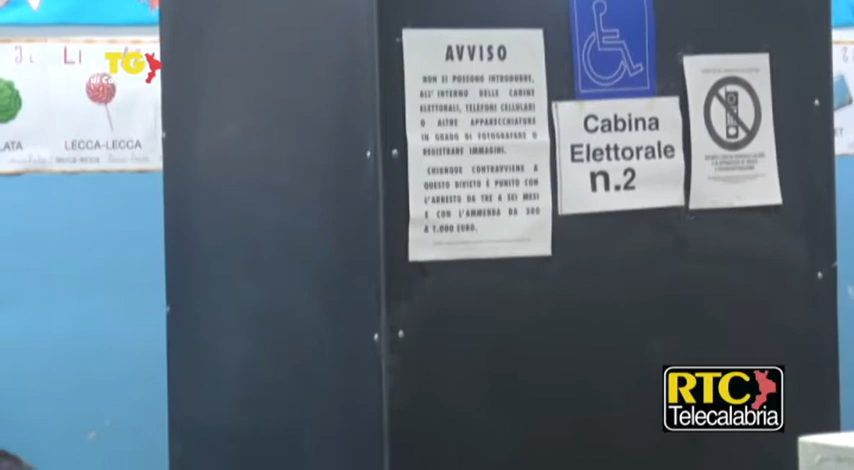 TG
LATA
LECCA-LECCA
AVVISO
NON SI POSSONO INTRODURRE,
ALL'INTERNO DELLE CABINE
ELETTORALI, TELEFONI CELLULARI
O ALTRE APPARECCHIATURE
IN GRADO DI FOTOGRAFARE O
REGISTRARE IMMAGINI.
CHIUNQUE CONTRAVVIENE A
QUESTO DIVIETO È PUNITO CON
L'ARRESTO DA TRE A SEI MESI
E CON L'AMMENDA DA 300
A 1.000 EURO.
Cabina
Elettorale
n.2
RTC
Telecalabria